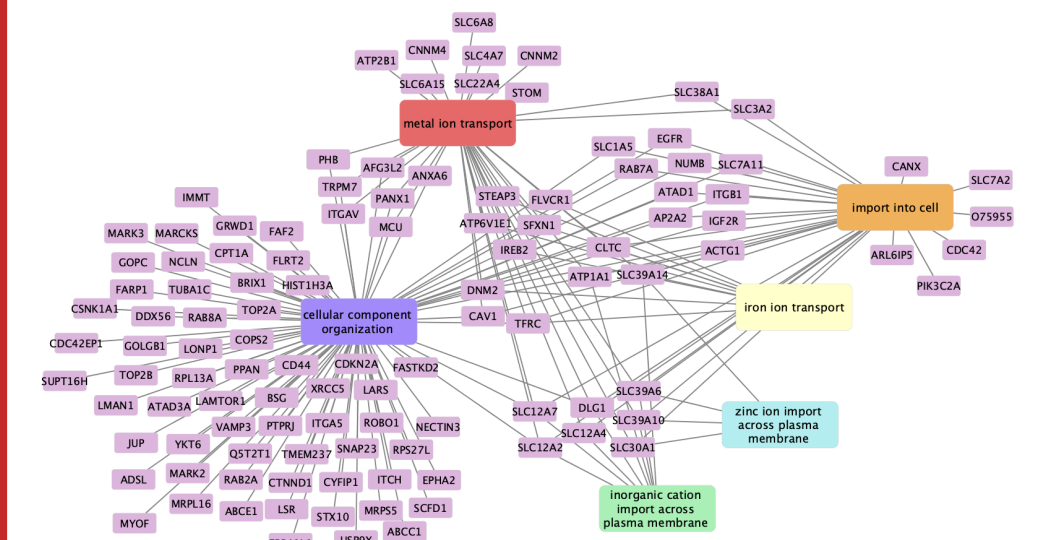 SLC6A8
CNNM4
SLC4A7
CNNM2
ATP2B1
SLC6A15
SLC22A4
STOM
SLC38A1
SLC3A2
metal ion transport
EGFR
SLC1A5
PHB
AFG3L2
ANXA6
RAB7A
NUMB
SLC7A11
CANX
SLC7A2
TRPM7
PANX1
STEAP3
FLVCR1
ATAD1
ITGB1
import into cell
IMMT
ITGAV
MCU
ATP6V1E1
SFXN1
AP2A2
IGF2R
O75955
MARK3
MARCKS
GRWD1
FAF2
IREB2
CLTC
ACTG1
ARL6IP5
CDC42
GOPC
NCLN
CPT1A
FLRT2
ATP1A1
SLC39A14
PIK3C2A
FARP1
TUBA1C
BRIX1
HIST1H3A
DNM2
CSNK1A1
DDX56
RAB8A
TOP2A
cellular component
organization
CAV1
TFRC
iron ion transport
CDC42EP1
GOLGB1
LONP1
COPS2
SUPT16H
TOP2B
RPL13A
PPAN
CD44
CDKN2A
FASTKD2
LMAN1
ATAD3A
LAMTOR1
BSG
XRCC5
LARS
SLC39A6
SLC12A7
DLG1
SLC39A10
zinc ion import
across plasma
membrane
JUP
YKT6
VAMP3
PTPRJ
ITGA5
ROBO1
NECTIN3
SLC12A4
SLC12A2
SLC30A1
ADSL
MARK2
Q5T2T1
TMEM237
SNAP23
RPS27L
RAB2A
CTNND1
CYFIP1
ITCH
EPHA2
MYOF
MRPL16
ABCE1
LSR
STX10
MRPS5
SCFD1
ABCC1
inorganic cation
import across
plasma membrane